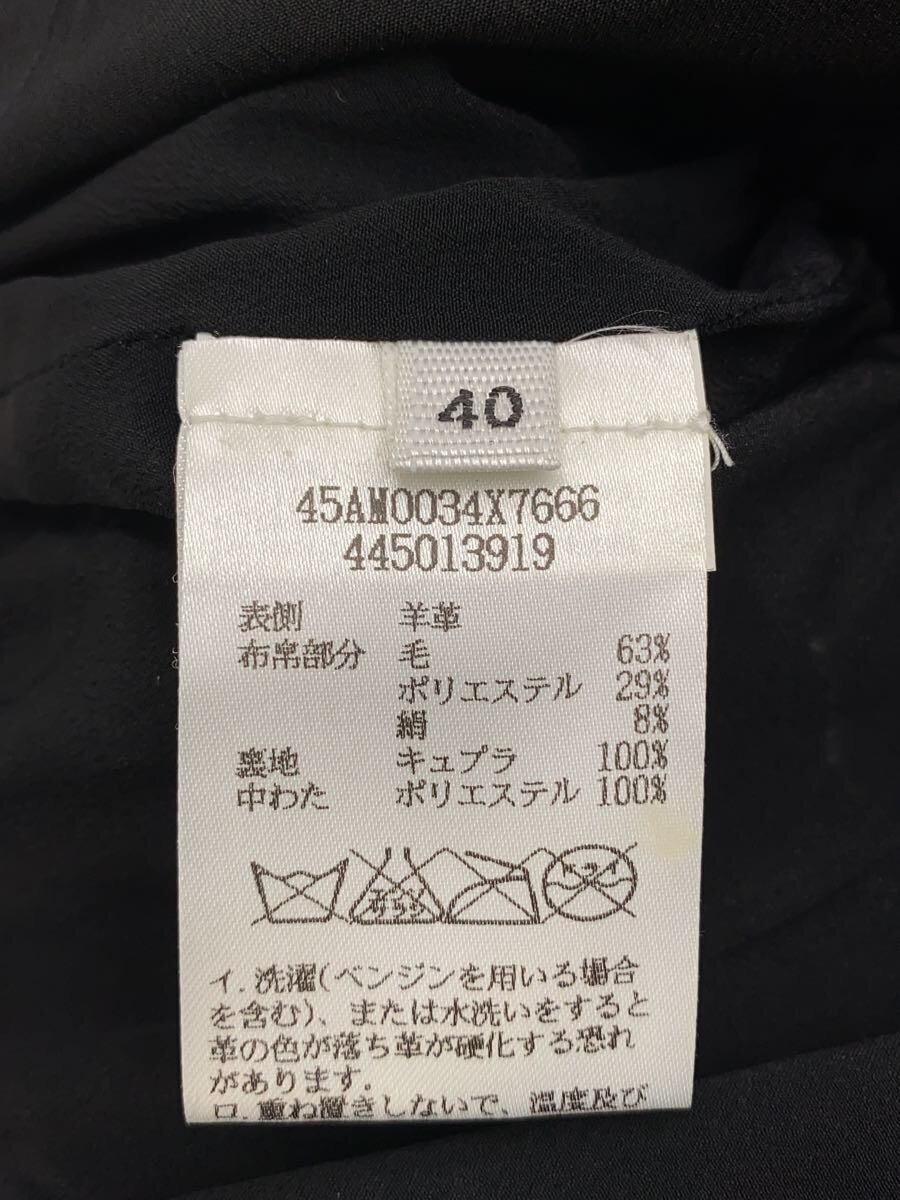 40
45AM0034X7666
445013919
表側 羊革
布帛部分 毛 63%
ポリエステル 29%
絹 8%
裏地 キュプラ 100%
中わた ポリエステル 100%
イ.洗濯(ベンジンを用いる場合
を含む)、または水洗いをすると
革の色が落ち革が硬化する恐れ
があります.
ロ.重ね置きしないで、温度及び